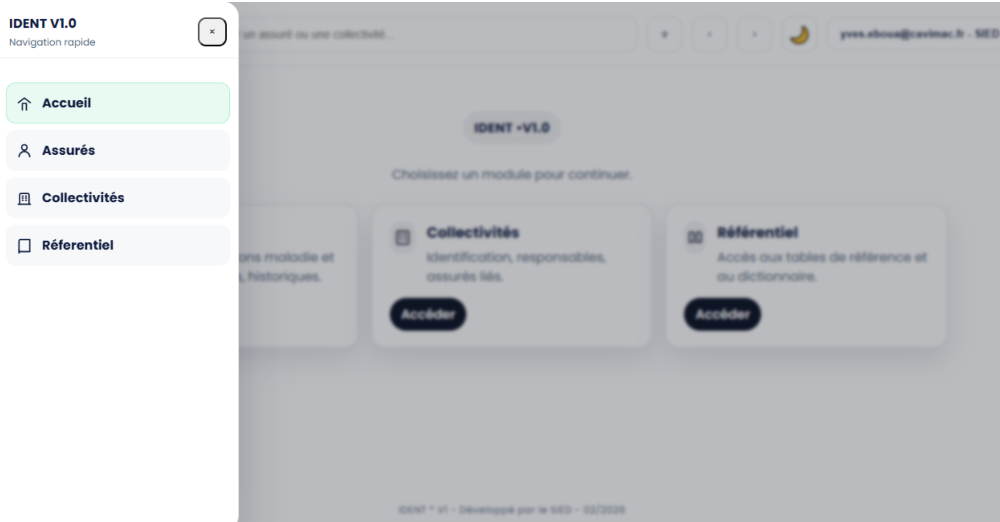 IDENT V1.0
Navigation rapide
×
Accueil
Assurés
Collectivités
Réferentiel
un assuré ou une collectivité...
yves.eboua@cavimac.fr - SIED
IDENT •V1.0
Choisissez un module pour continuer.
ons maladie et
, historiques.
Collectivités
Identification, responsables,
assurés liés.
Accéder
Référentiel
Accès aux tables de référence et
au dictionnaire.
Accéder
IDENT * V1 - Développé par le SIED - 02/2026